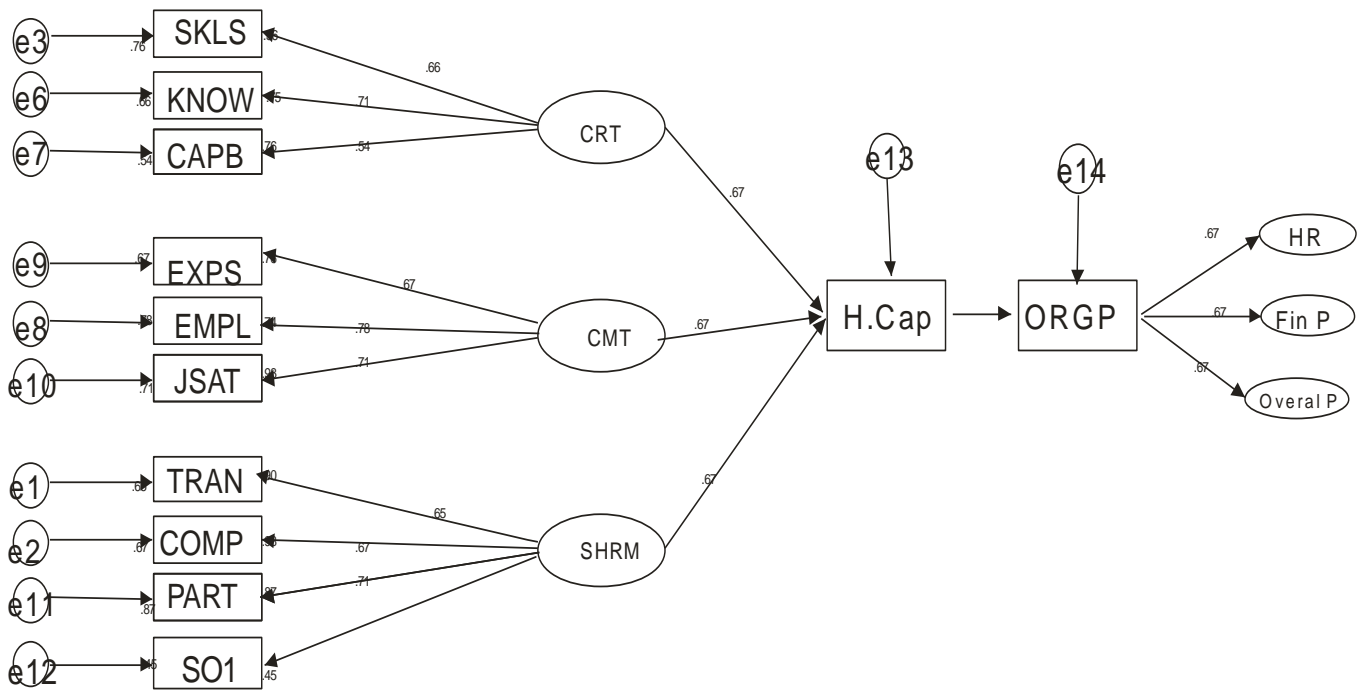 e3
.76
SKLS
.66
e6
.66
KNOW
.71
e7
.54
CAPB
.76
.54
CRT
.67
e13
e14
e9
.67
EXPS
.67
e8
EMPL
.78
e10
.71
JSAT
.71
CMT
.67
H.Cap
ORGP
.67
HR
.67
Fin P
.67
Overal P
e1
TRAN
.65
e2
.67
COMP
.67
e11
.87
PART
.71
e12
SO1
.45
SHRM
.67